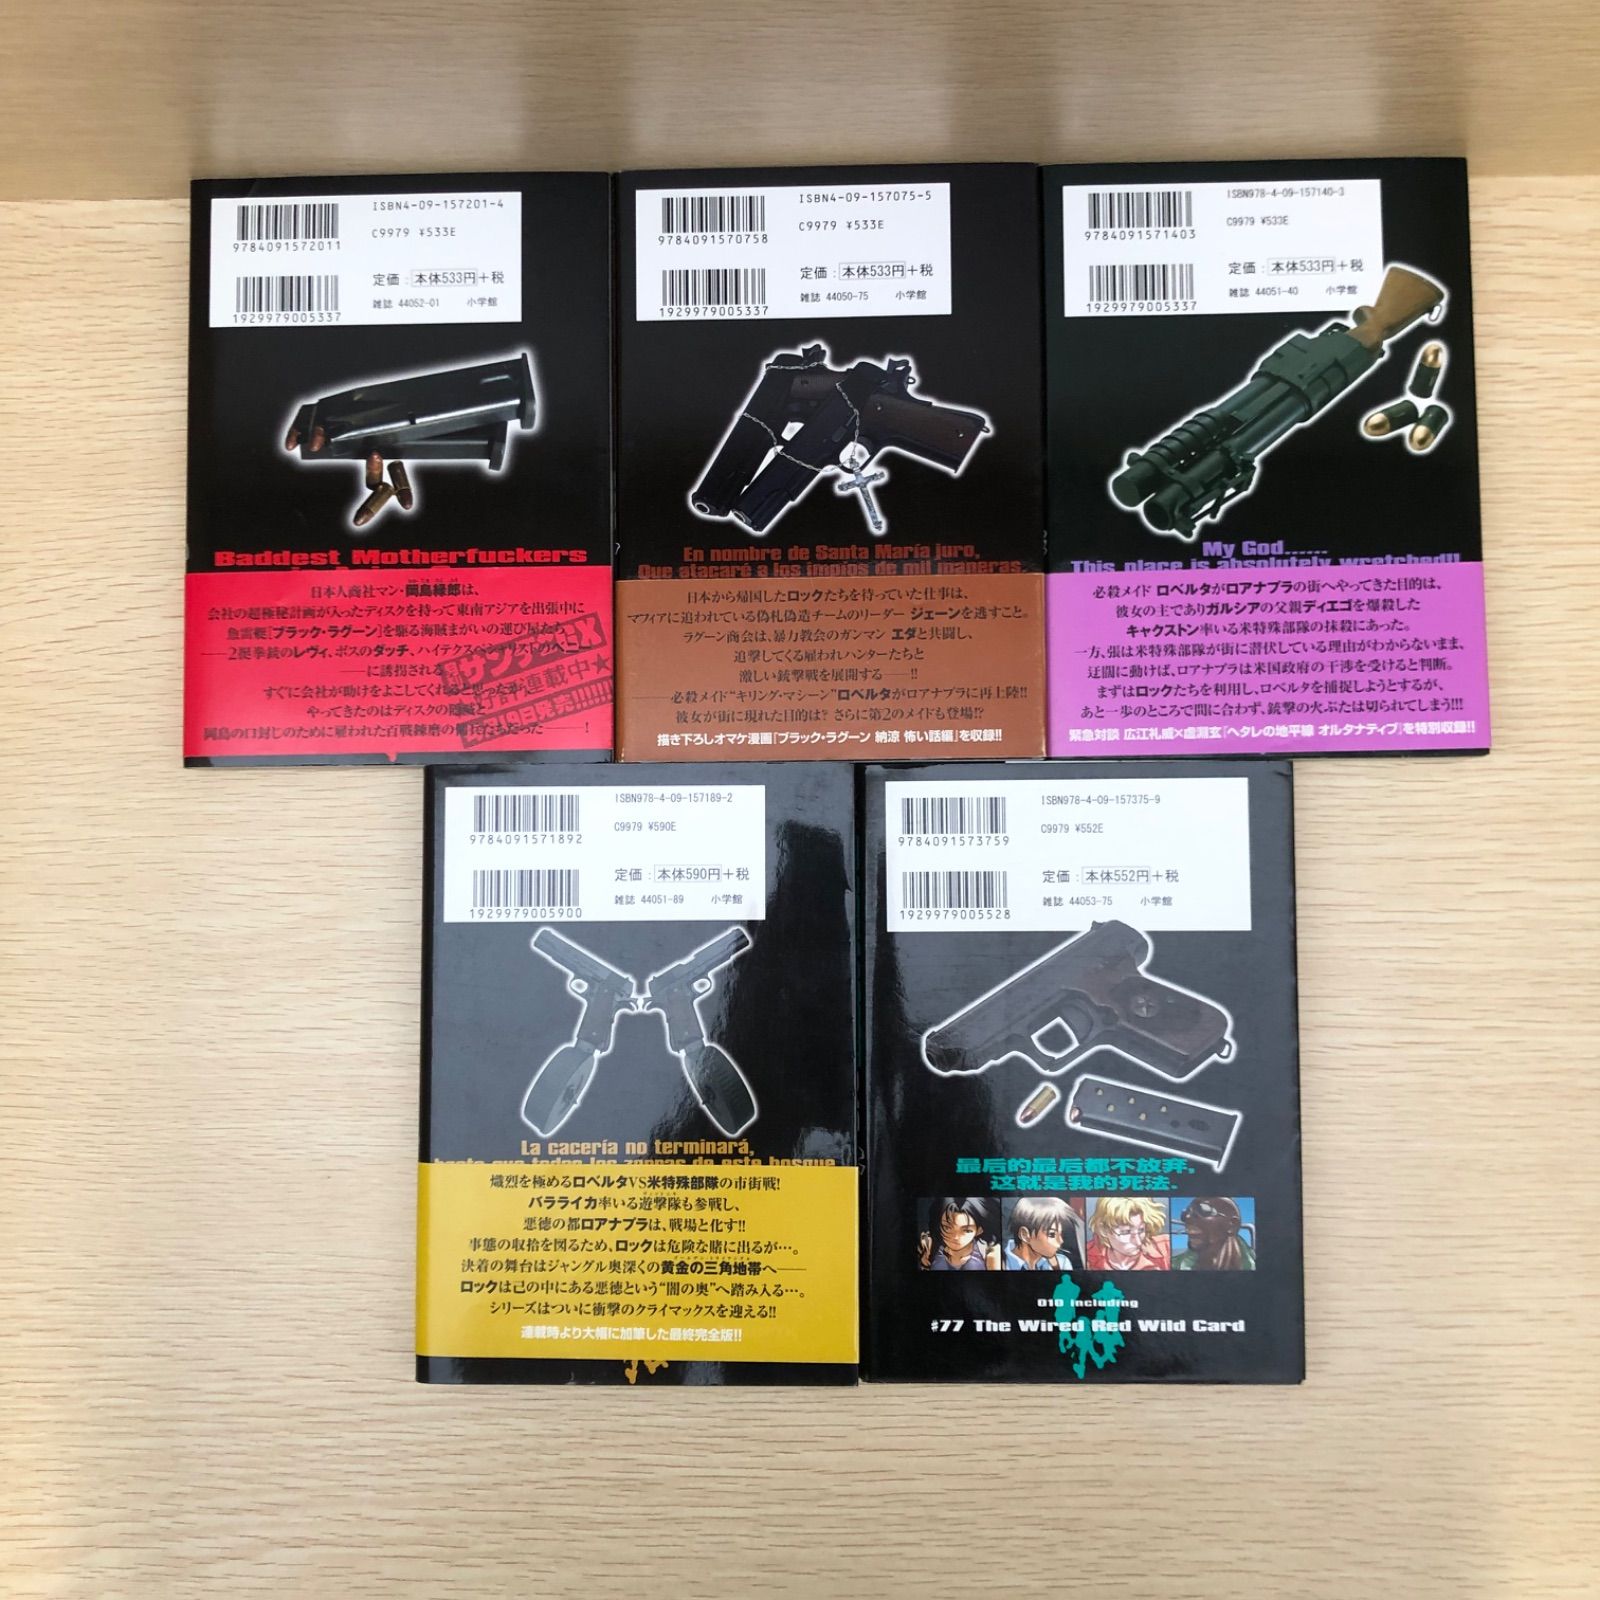 ISBN4-09-157201-4
9784091572011
C9979 ¥533E
定価：本体533円+税
雑誌 44052-01 小学館
1929979005337
Baddest Motherfuckers
日本人商社マン・岡島緑郎は、
会社の超極秘計画が入ったディスクを持って東南アジアを出張中に
魚雷艇「ブラック・ラグーン」を駆る海賊まがいの運び屋たち
——2挺拳銃のレヴィ、ボスのダッチ、ハイテクスペシャリストのベニー
——に誘拐される
すぐに会社が助けをよこしてくれると思ったが、
やってきたのはディスクの隠滅と
岡島の口封じのために雇われた百戦錬磨の傭兵たちだった——!
サンデーGX
連載中★
19日発売!!!!!!
ISBN4-09-157075-5
9784091570758
C9979 ¥533E
定価：本体533円+税
雑誌 44050-75 小学館
1929979005337
En nombre de Santa María juro,
Que atacaré a los impíos de mil maneras.
日本から帰国したロックたちを待っていた仕事は、
マフィアに追われている偽札偽造チームのリーダー ジェーンを逃すこと。
ラグーン商会は、暴力教会のガンマン エダと共闘し、
追撃してくる雇われハンターたちと
激しい銃撃戦を展開する——!!
——必殺メイド“キリング・マシーン”ロベルタがロアナプラに再上陸!!
彼女が街に現れた目的は? さらに第2のメイドも登場!?
描き下ろしオマケ漫画「ブラック・ラグーン 納涼 怖い話編」を収録!!
ISBN978-4-09-157140-3
9784091571403
C9979 ¥533E
定価：本体533円+税
雑誌 44051-40 小学館
1929979005337
My God......
This place is absolutely wretched!!
必殺メイド ロベルタがロアナプラの街へやってきた目的は、
彼女の主でありガルシアの父親ディエゴを爆殺した
キャクストン率いる米特殊部隊の抹殺にあった。
一方、張は米特殊部隊が街に潜伏している理由がわからないまま、
迂闊に動けば、ロアナプラは米国政府の干渉を受けると判断。
まずはロックたちを利用し、ロベルタを捕捉しようとするが、
あと一歩のところで間に合わず、銃撃の火ぶたは切られてしまう!!!
緊急対談 広江礼威×虚淵玄「ヘタレの地平線 オルタナティブ」を特別収録!!
ISBN978-4-09-157189-2
9784091571892
C9979 ¥590E
定価：本体590円+税
雑誌 44051-89 小学館
1929979005900
La cacería no terminará,
hasta que todos los zorros de este bosque
熾烈を極めるロベルタVS米特殊部隊の市街戦!
バラライカ率いる遊撃隊も参戦し、
悪徳の都ロアナプラは、戦場と化す!!
事態の収拾を図るため、ロックは危険な賭に出るが…。
決着の舞台はジャングル奥深くの黄金の三角地帯へ——
ロックは己の中にある悪徳という“闇の奥”へ踏み入る…。
シリーズはついに衝撃のクライマックスを迎える!!
連載時より大幅に加筆した最終完全版!!
ISBN978-4-09-157375-9
9784091573759
C9979 ¥552E
定価：本体552円+税
雑誌 44053-75 小学館
1929979005528
最后的最后都不放弃,
这就是我的死法.
010 including
#77 The Wired Red Wild Card